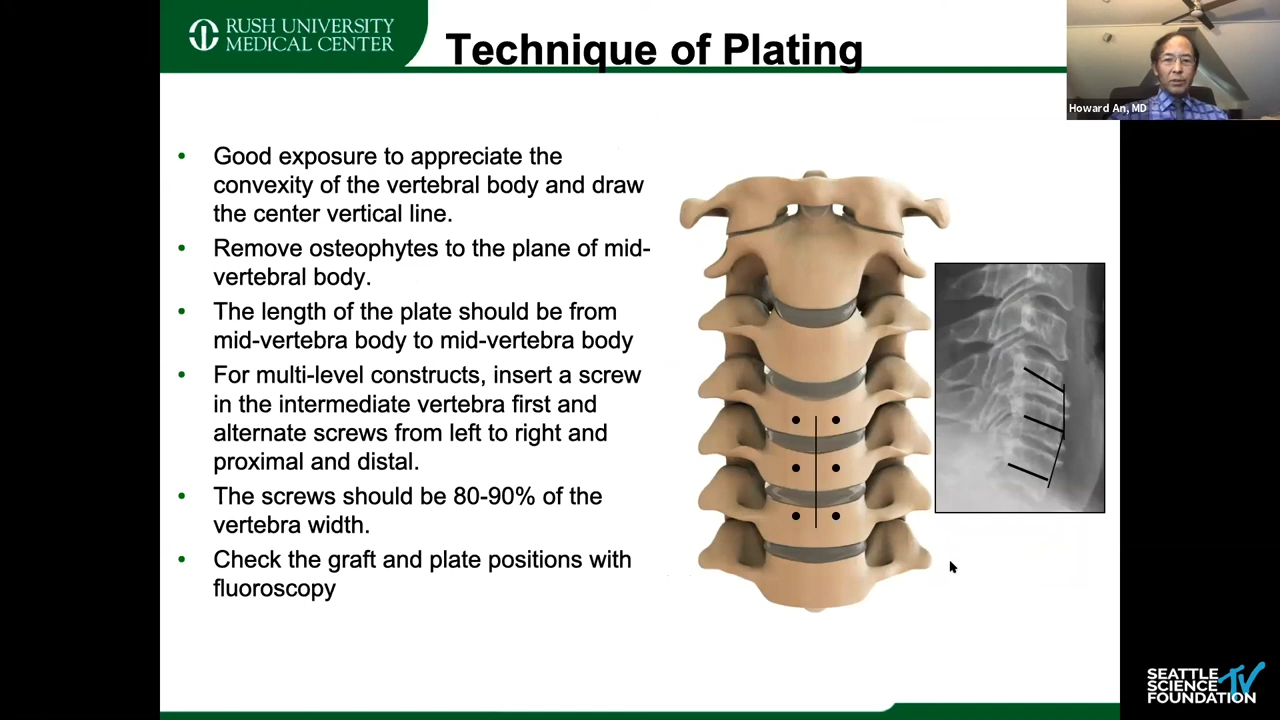 RUSH UNIVERSITY
MEDICAL CENTER
Technique of Plating
Howard An, MD
• Good exposure to appreciate the
convexity of the vertebral body and draw
the center vertical line.
• Remove osteophytes to the plane of mid-
vertebral body.
• The length of the plate should be from
mid-vertebra body to mid-vertebra body
• For multi-level constructs, insert a screw
in the intermediate vertebra first and
alternate screws from left to right and
proximal and distal.
• The screws should be 80-90% of the
vertebra width.
• Check the graft and plate positions with
fluoroscopy
SEATTLE
SCIENCE
FOUNDATION
TV